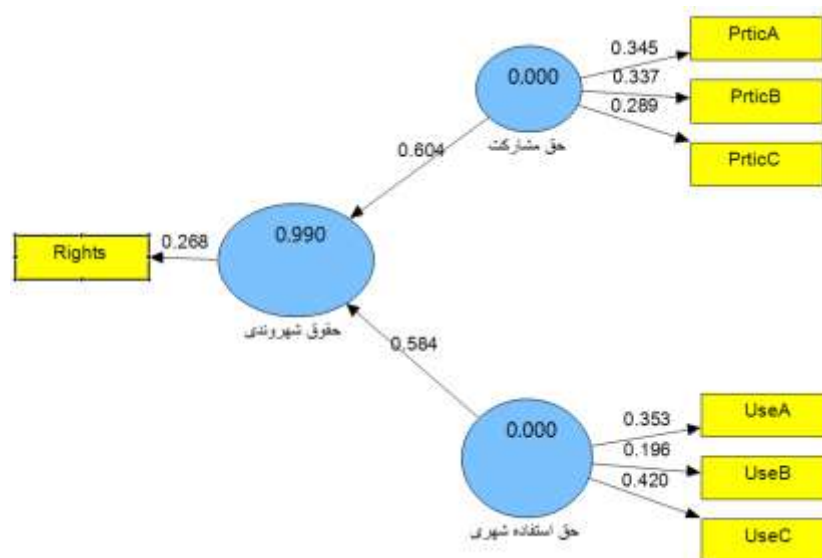 PrticA
0.345
0.000
0.337
PrticB
0.289
حق مشارکت
PrticC
0.604
0.990
Rights
0.268
حقوق شهروندی
0.584
UseA
0.353
0.000
0.196
UseB
0.420
حق استفاده شهری
UseC